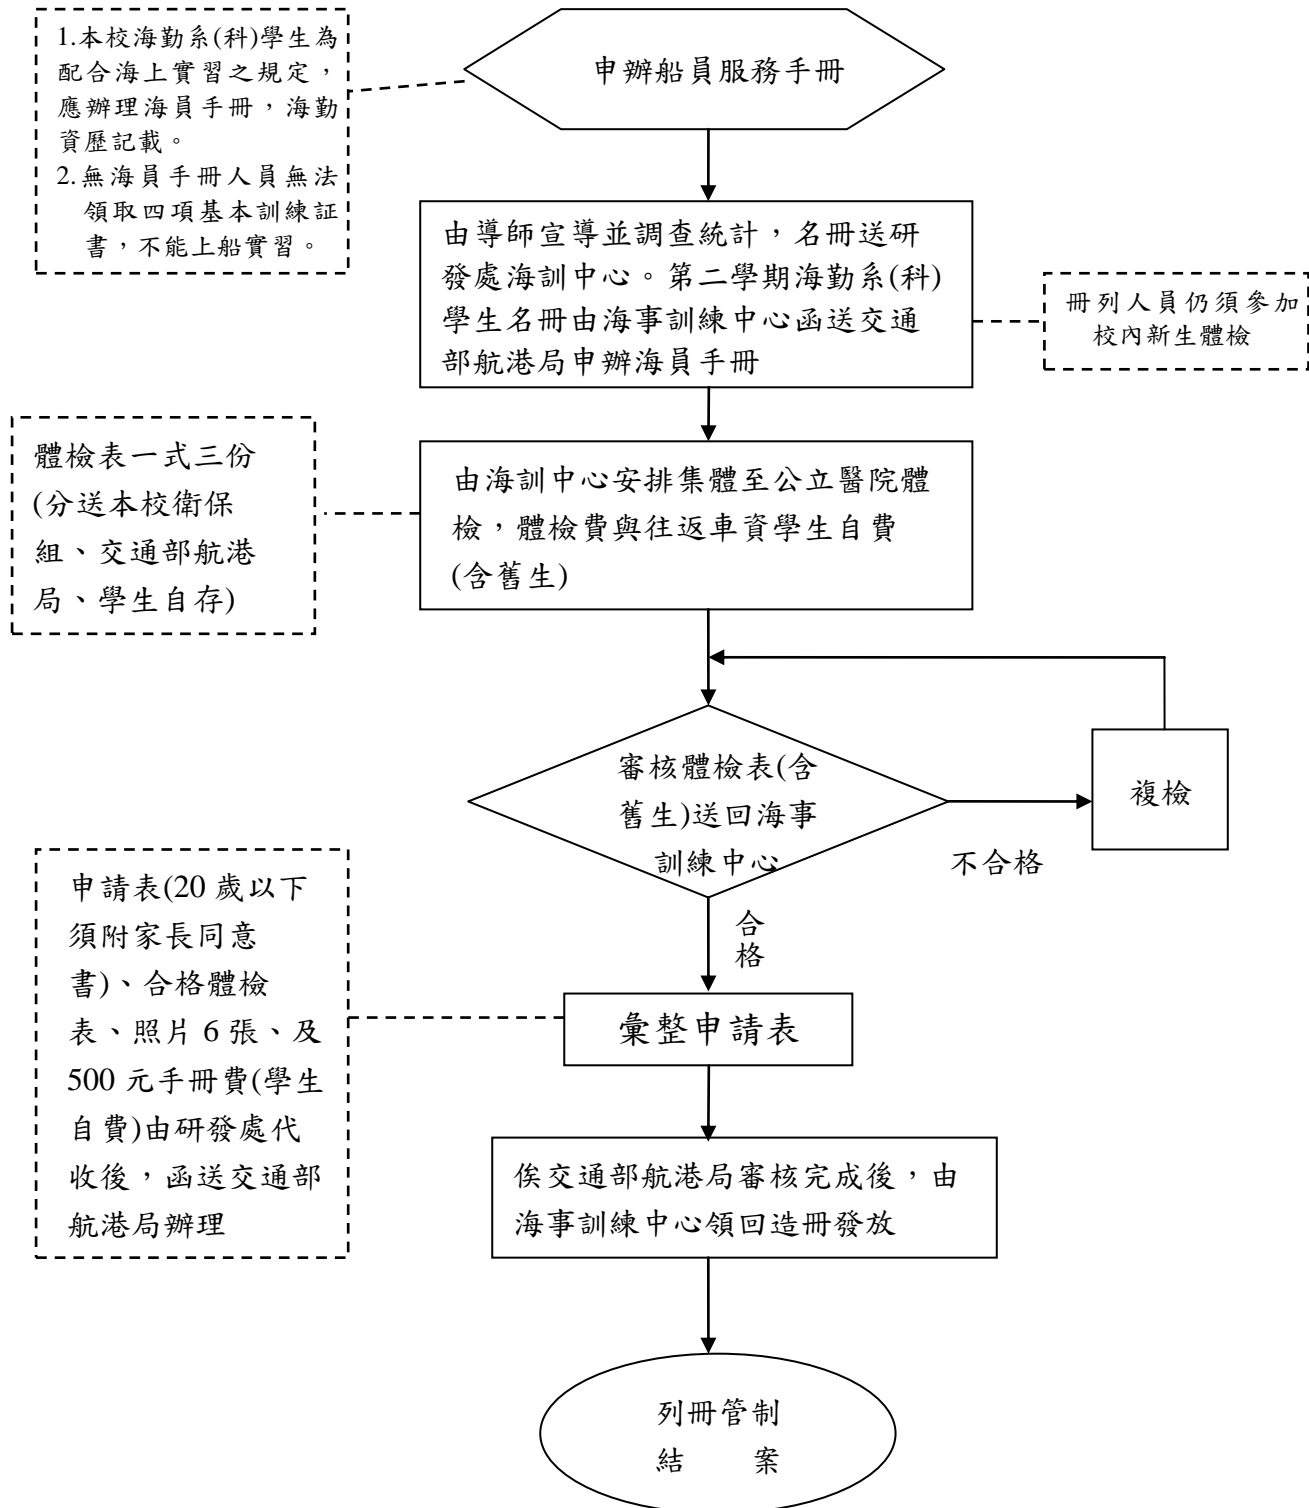 1.本校海勤系(科)學生為
配合海上實習之規定，
應辦理海員手冊，海勤
資歷記載。
2.無海員手冊人員無法
領取四項基本訓練証
書，不能上船實習。
申辦船員服務手冊
由導師宣導並調查統計，名冊送研
發處海訓中心。第二學期海勤系(科)
學生名冊由海事訓練中心函送交通
部航港局申辦海員手冊
冊列人員仍須參加
校內新生體檢
體檢表一式三份
(分送本校衛保
組、交通部航港
局、學生自存)
由海訓中心安排集體至公立醫院體
檢，體檢費與往返車資學生自費
(含舊生)
審核體檢表(含
舊生)送回海事
訓練中心
不合格
複檢
合
格
申請表(20 歲以下
須附家長同意
書)、合格體檢
表、照片 6 張、及
500 元手冊費(學生
自費)由研發處代
收後，函送交通部
航港局辦理
彙整申請表
俟交通部航港局審核完成後，由
海事訓練中心領回造冊發放
列冊管制
結　　案